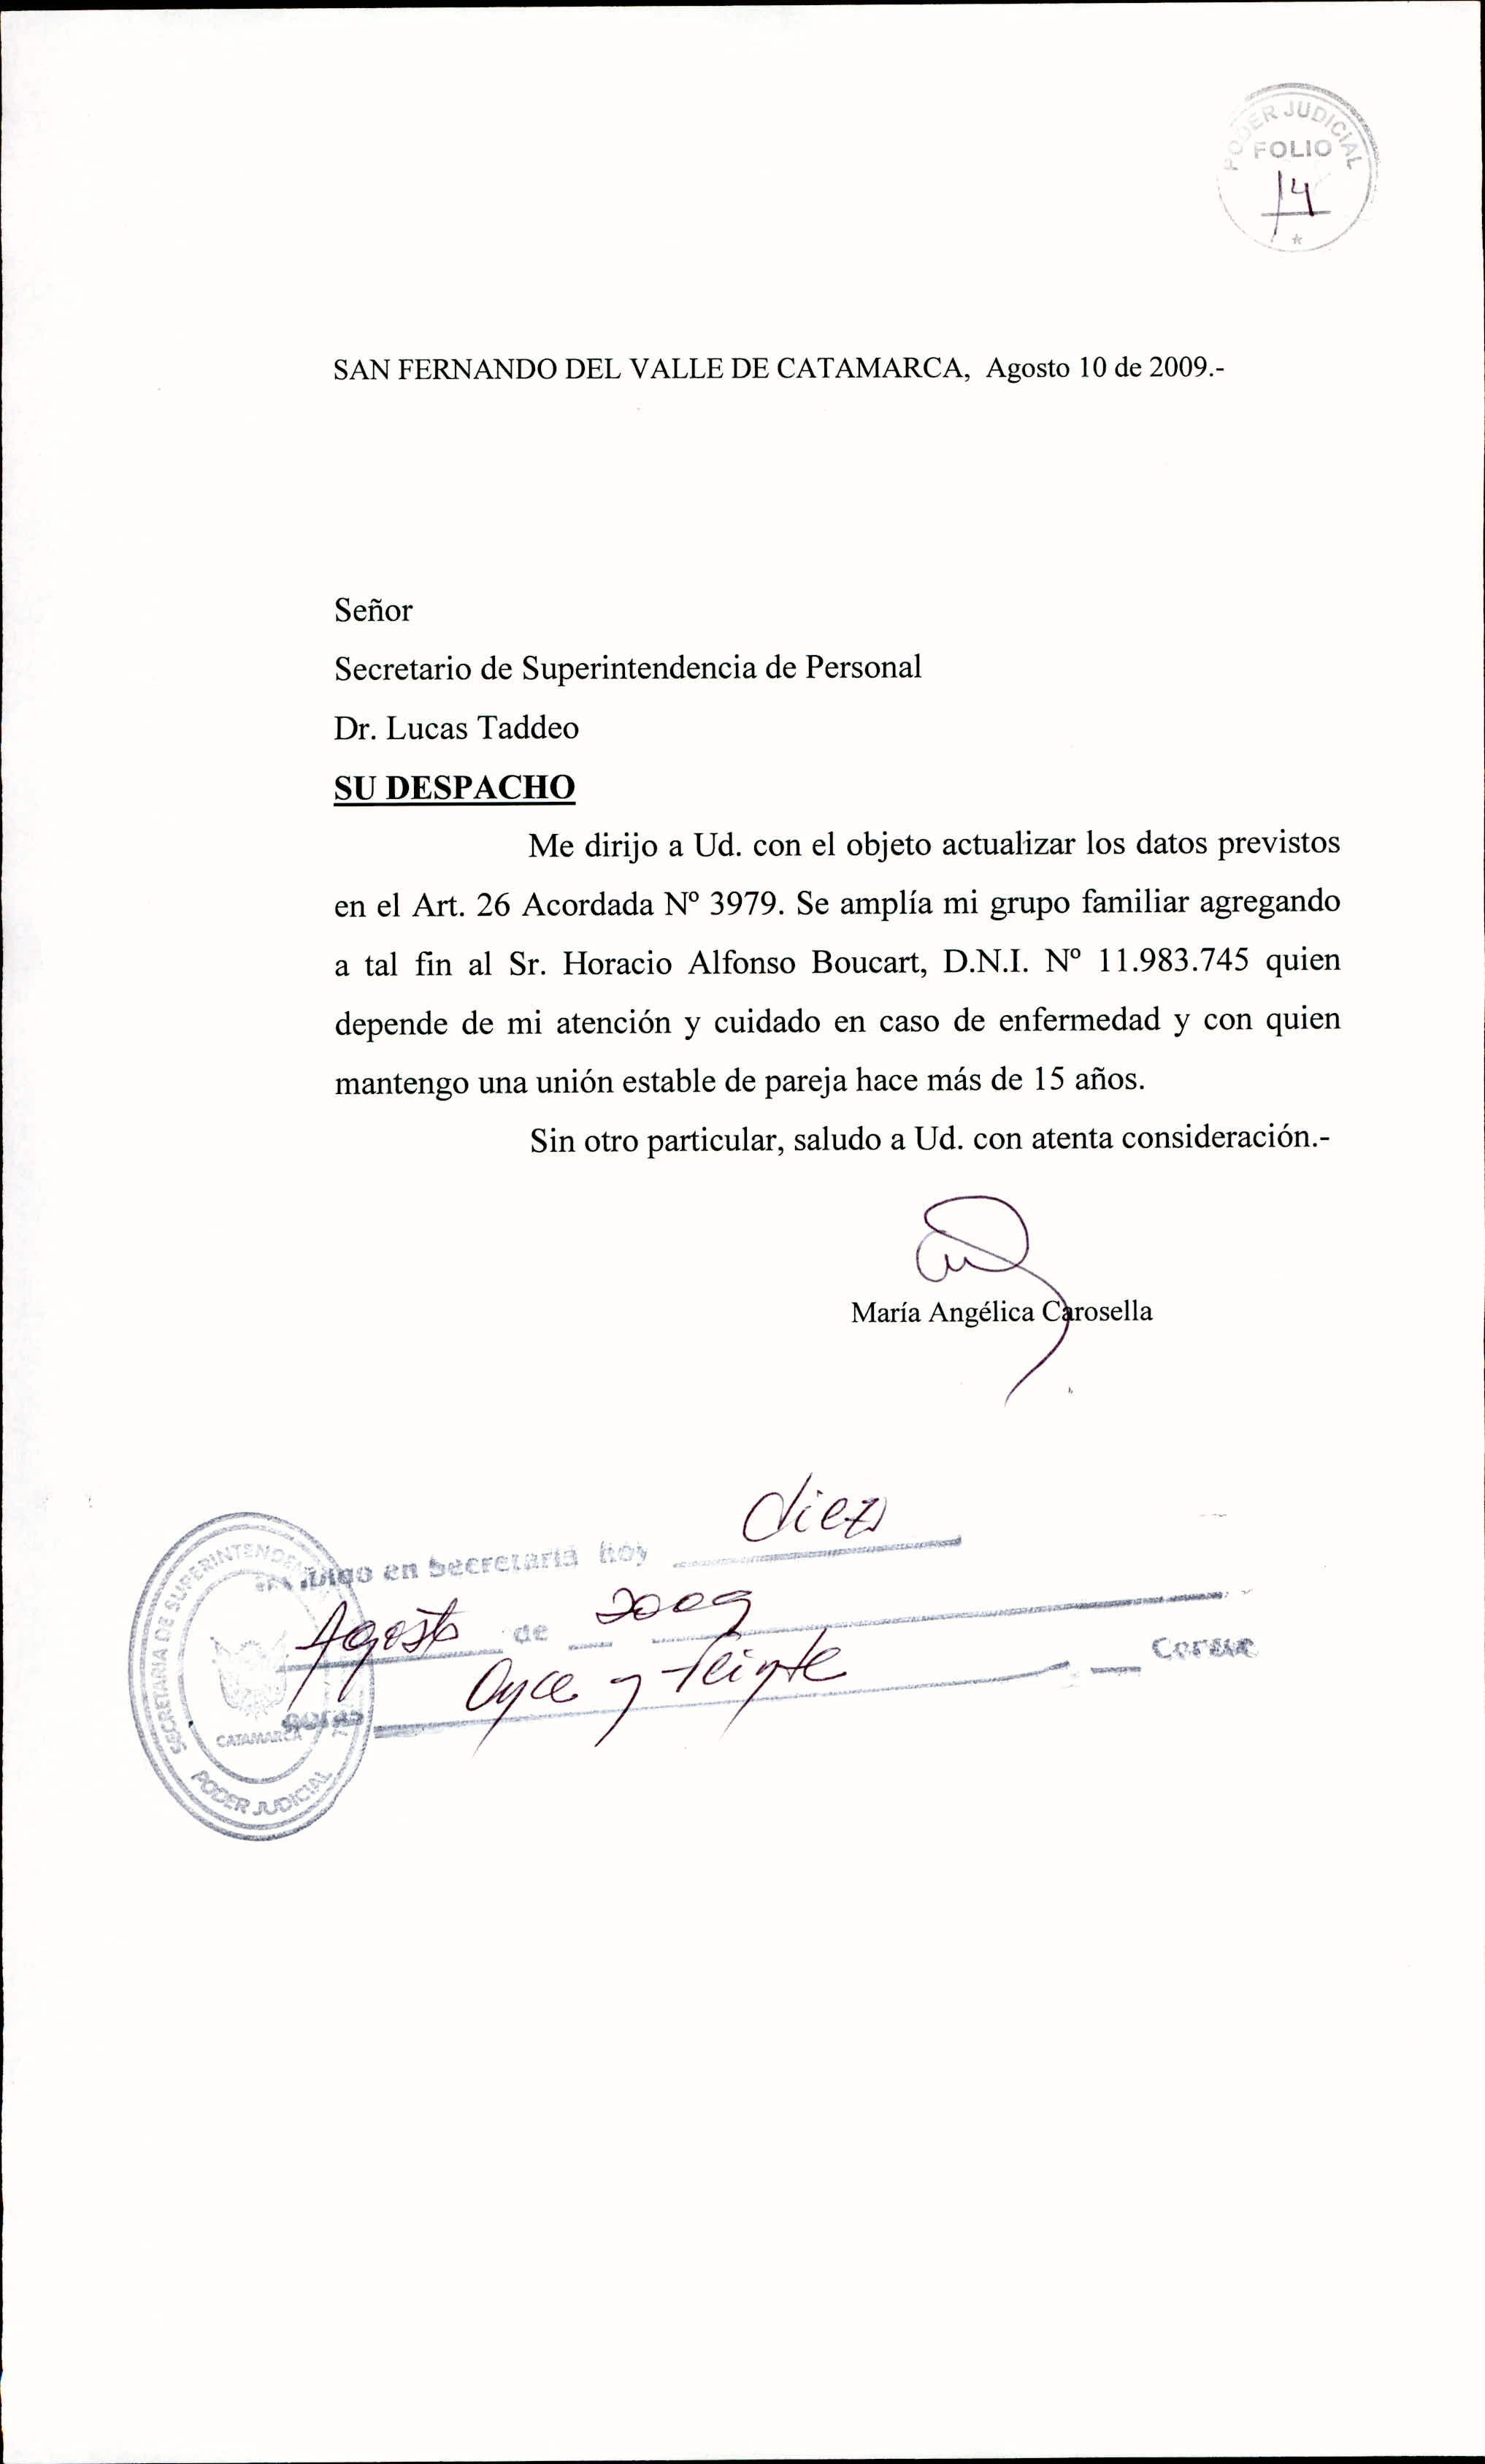 PODER JUDICIAL
FOLIO
14
SAN FERNANDO DEL VALLE DE CATAMARCA, Agosto 10 de 2009.-
Señor
Secretario de Superintendencia de Personal
Dr. Lucas Taddeo
SU DESPACHO
Me dirijo a Ud. con el objeto actualizar los datos previstos
en el Art. 26 Acordada Nº 3979. Se amplía mi grupo familiar agregando
a tal fin al Sr. Horacio Alfonso Boucart, D.N.I. Nº 11.983.745 quien
depende de mi atención y cuidado en caso de enfermedad y con quien
mantengo una unión estable de pareja hace más de 15 años.
Sin otro particular, saludo a Ud. con atenta consideración.-
María Angélica Carosella
en Secretaría hoy diez
Agosto de 2009
horas Once y Veinte
SECRETARIA DE SUPERINTENDENCIA
CATAMARCA
PODER JUDICIAL